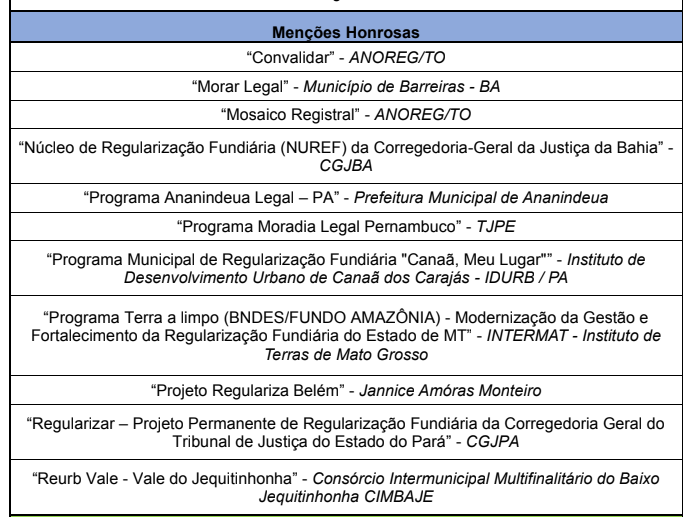 Menções Honrosas
“Convalidar” - ANOREG/TO
“Morar Legal” - Município de Barreiras - BA
“Mosaico Registral” - ANOREG/TO
“Núcleo de Regularização Fundiária (NUREF) da Corregedoria-Geral da Justiça da Bahia” -
CGJBA
“Programa Ananindeua Legal – PA” - Prefeitura Municipal de Ananindeua
“Programa Moradia Legal Pernambuco” - TJPE
“Programa Municipal de Regularização Fundiária "Canaã, Meu Lugar"” - Instituto de
Desenvolvimento Urbano de Canaã dos Carajás - IDURB / PA
“Programa Terra a limpo (BNDES/FUNDO AMAZÔNIA) - Modernização da Gestão e
Fortalecimento da Regularização Fundiária do Estado de MT” - INTERMAT - Instituto de
Terras de Mato Grosso
“Projeto Regulariza Belém” - Jannice Amóras Monteiro
“Regularizar – Projeto Permanente de Regularização Fundiária da Corregedoria Geral do
Tribunal de Justiça do Estado do Pará” - CGJPA
“Reurb Vale - Vale do Jequitinhonha” - Consórcio Intermunicipal Multifinalitário do Baixo
Jequitinhonha CIMBAJE